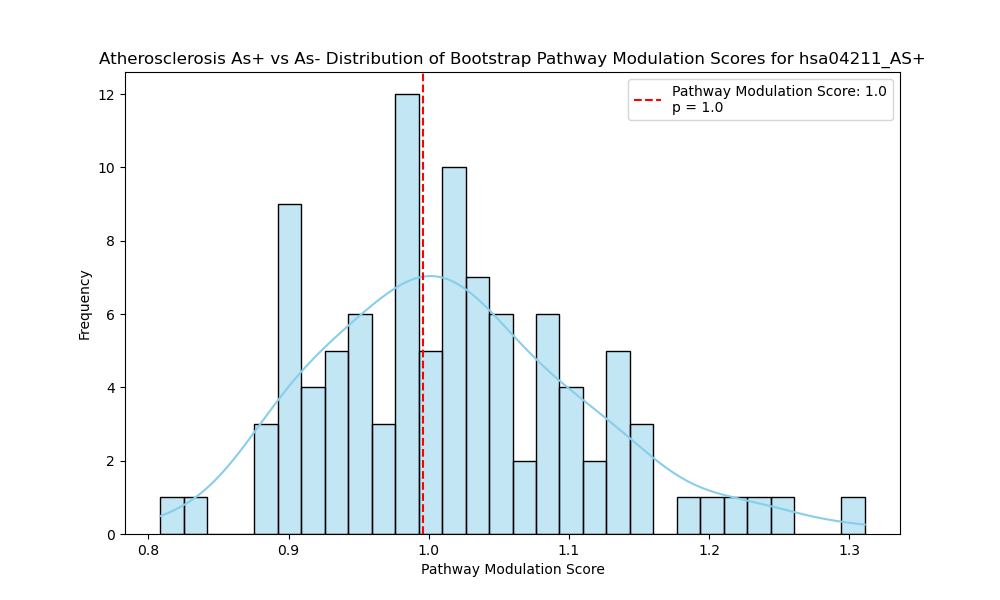 Atherosclerosis As+ vs As- Distribution of Bootstrap Pathway Modulation Scores for hsa04211_AS+
Pathway Modulation Score: 1.0
p = 1.0
12
10
8
6
4
2
0
Frequency
0.8 0.9 1.0 1.1 1.2 1.3
Pathway Modulation Score